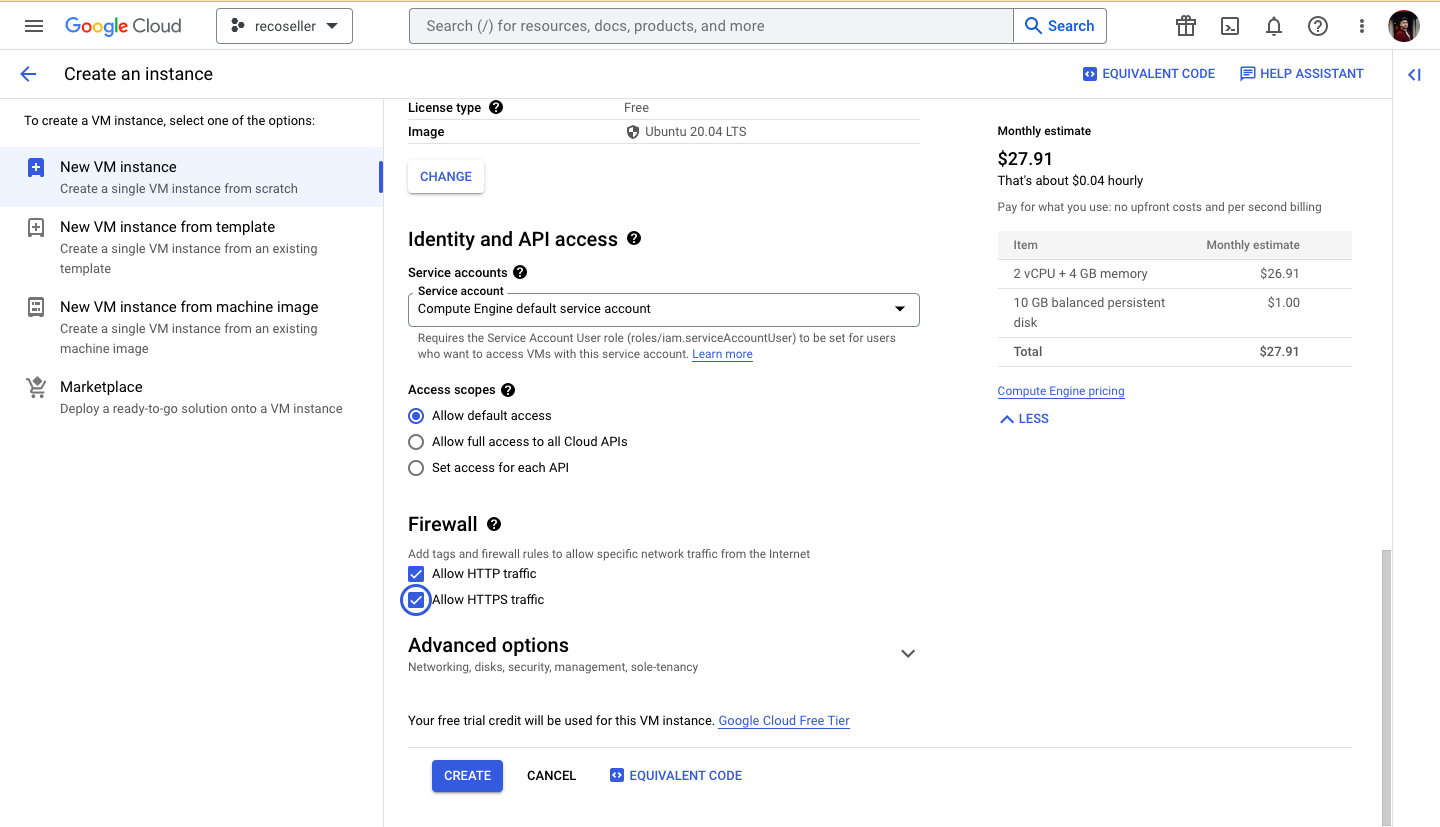 Google Cloud
recoseller
Search (/) for resources, docs, products, and more
Search
Create an instance
EQUIVALENT CODE
HELP ASSISTANT
To create a VM instance, select one of the options:
New VM instance
Create a single VM instance from scratch
New VM instance from template
Create a single VM instance from an existing
template
New VM instance from machine image
Create a single VM instance from an existing
machine image
Marketplace
Deploy a ready-to-go solution onto a VM instance
License type Free
Image Ubuntu 20.04 LTS
CHANGE
Identity and API access
Service accounts
Service account
Compute Engine default service account
Requires the Service Account User role (roles/iam.serviceAccountUser) to be set for users
who want to access VMs with this service account. Learn more
Access scopes
Allow default access
Allow full access to all Cloud APIs
Set access for each API
Firewall
Add tags and firewall rules to allow specific network traffic from the Internet
Allow HTTP traffic
Allow HTTPS traffic
Advanced options
Networking, disks, security, management, sole-tenancy
Your free trial credit will be used for this VM instance. Google Cloud Free Tier
CREATE
CANCEL
EQUIVALENT CODE
Monthly estimate
$27.91
That's about $0.04 hourly
Pay for what you use: no upfront costs and per second billing
Item Monthly estimate
2 vCPU + 4 GB memory $26.91
10 GB balanced persistent $1.00
disk
Total $27.91
Compute Engine pricing
LESS